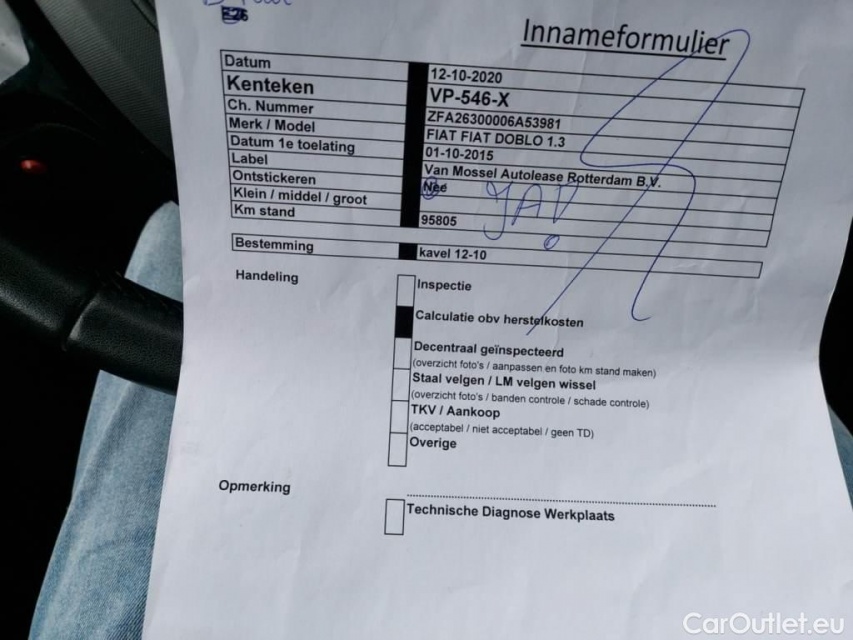 Innameformulier
Datum 12-10-2020
Kenteken VP-546-X
Ch. Nummer ZFA26300006A53981
Merk / Model FIAT FIAT DOBLO 1.3
Datum 1e toelating 01-10-2015
Label Van Mossel Autolease Rotterdam B.V.
Ontstickeren Nee
Klein / middel / groot
Km stand 95805
Bestemming kavel 12-10
Handeling
Inspectie
Calculatie obv herstelkosten
Decentraal geïnspecteerd
(overzicht foto's / aanpassen en foto km stand maken)
Staal velgen / LM velgen wissel
(overzicht foto's / banden controle / schade controle)
TKV / Aankoop
(acceptabel / niet acceptabel / geen TD)
Overige
Opmerking
Technische Diagnose Werkplaats
CarOutlet.eu